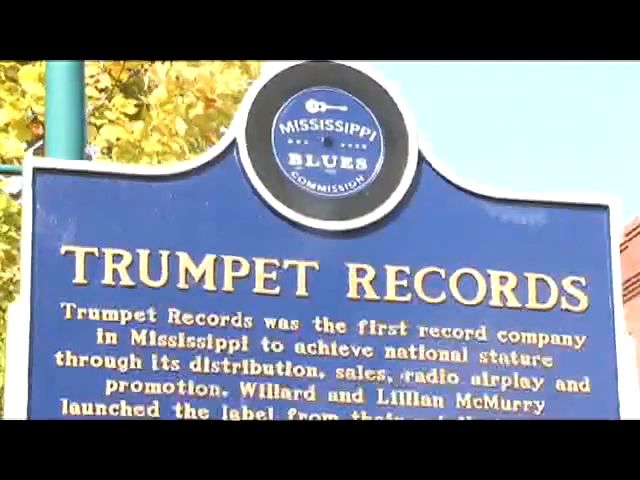 MISSISSIPPI
BLUES
COMMISSION
TRUMPET RECORDS
Trumpet Records was the first record company
in Mississippi to achieve national stature
through its distribution, sales, radio airplay and
promotion. Willard and Lillian McMurry
launched the label from their